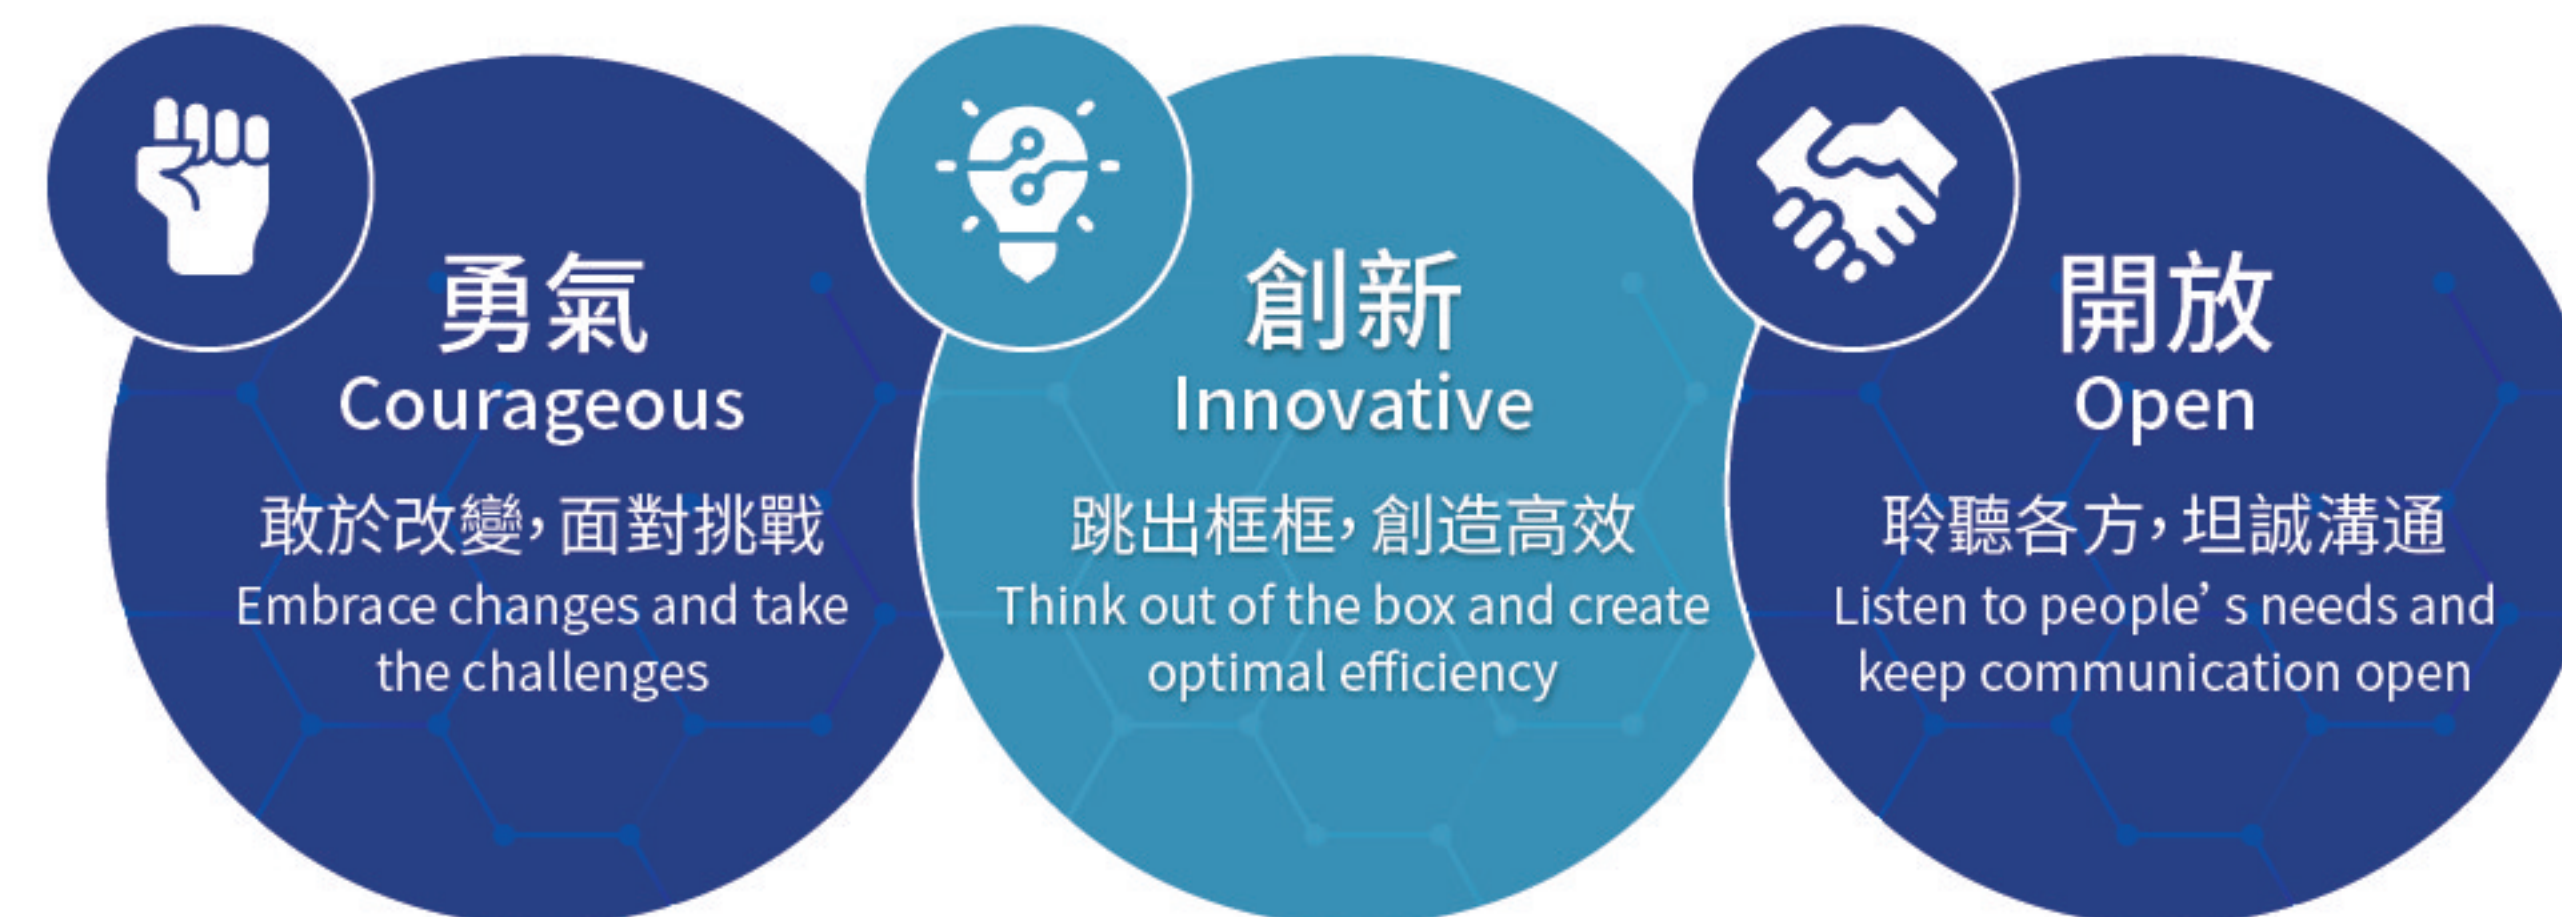 勇氣
Courageous
敢於改變，面對挑戰
Embrace changes and take
the challenges
創新
Innovative
跳出框框，創造高效
Think out of the box and create
optimal efficiency
開放
Open
聆聽各方，坦誠溝通
Listen to people’s needs and
keep communication open